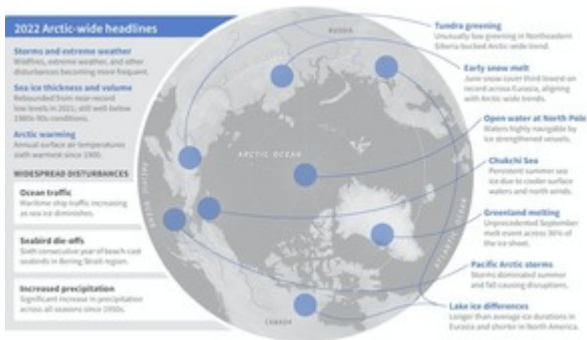 2022 Arctic-wide headlines
Storms and extreme weather
Wildfires, extreme weather, and other
disturbances becoming more frequent.
Sea ice thickness and volume
Rebounded from near-record
low levels in 2021; still well below
1980s-90s conditions.
Arctic warming
Annual surface air temperatures
sixth warmest since 1900.
WIDESPREAD DISTURBANCES
Ocean traffic
Maritime ship traffic increasing
as sea ice diminishes.
Seabird die-offs
Sixth consecutive year of beach-cast
seabirds in Bering Strait region.
Increased precipitation
Significant increase in precipitation
across all seasons since 1950s.
RUSSIA
ARCTIC OCEAN
PACIFIC OCEAN
ATLANTIC OCEAN
CANADA
Tundra greening
Unusually low greening in Northeastern
Siberia bucked Arctic-wide trend.
Early snow melt
June snow cover third lowest on
record across Eurasia, aligning
with Arctic-wide trends.
Open water at North Pole
Waters highly navigable by
ice strengthened vessels.
Chukchi Sea
Persistent summer sea
ice due to cooler surface
waters and north winds.
Greenland melting
Unprecedented September
melt event across 36% of
the ice sheet.
Pacific Arctic storms
Storms dominated summer
and fall causing disruptions.
Lake ice differences
Longer than average ice durations in
Eurasia and shorter in North America.